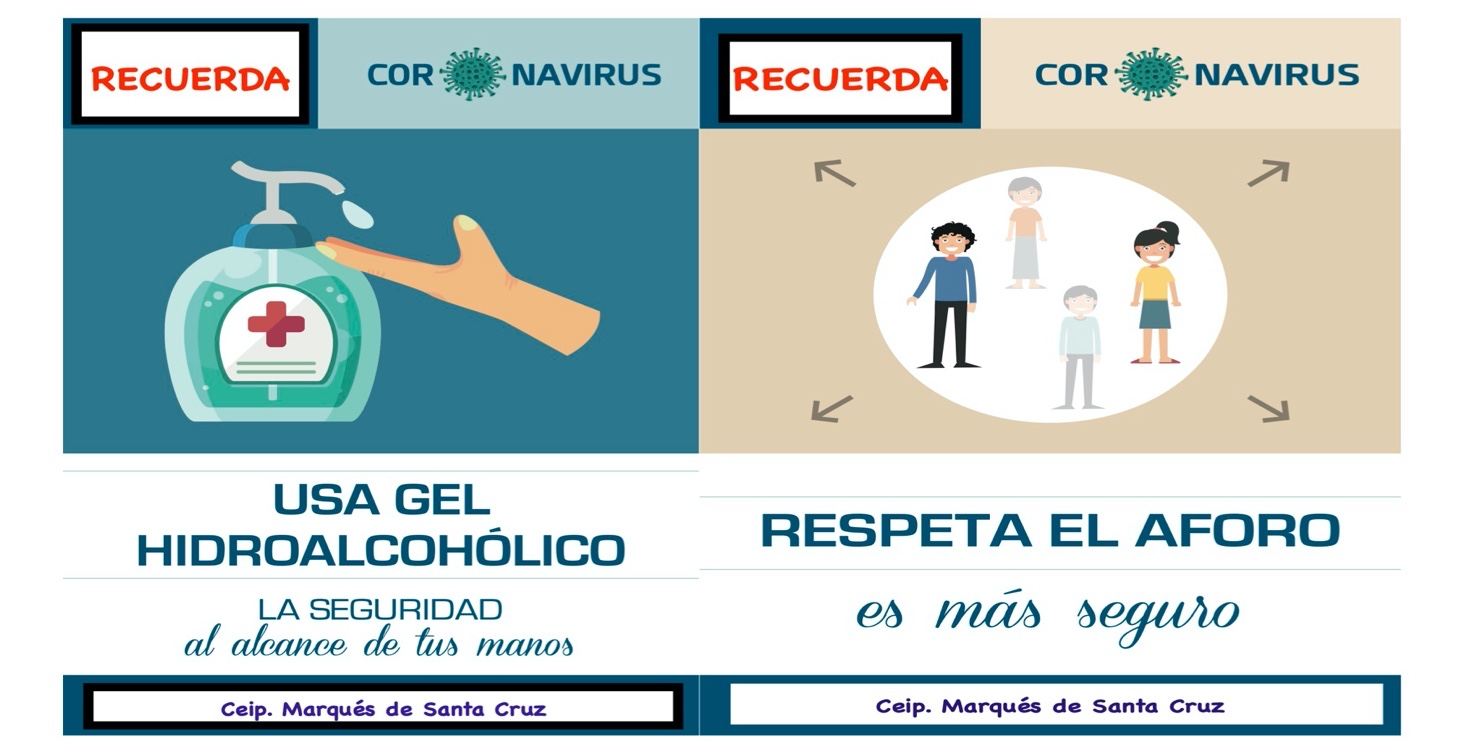 RECUERDA
COR NAVIRUS
USA GEL
HIDROALCOHÓLICO
LA SEGURIDAD
al alcance de tus manos
Ceip. Marqués de Santa Cruz
RECUERDA
COR NAVIRUS
RESPETA EL AFORO
es más seguro
Ceip. Marqués de Santa Cruz